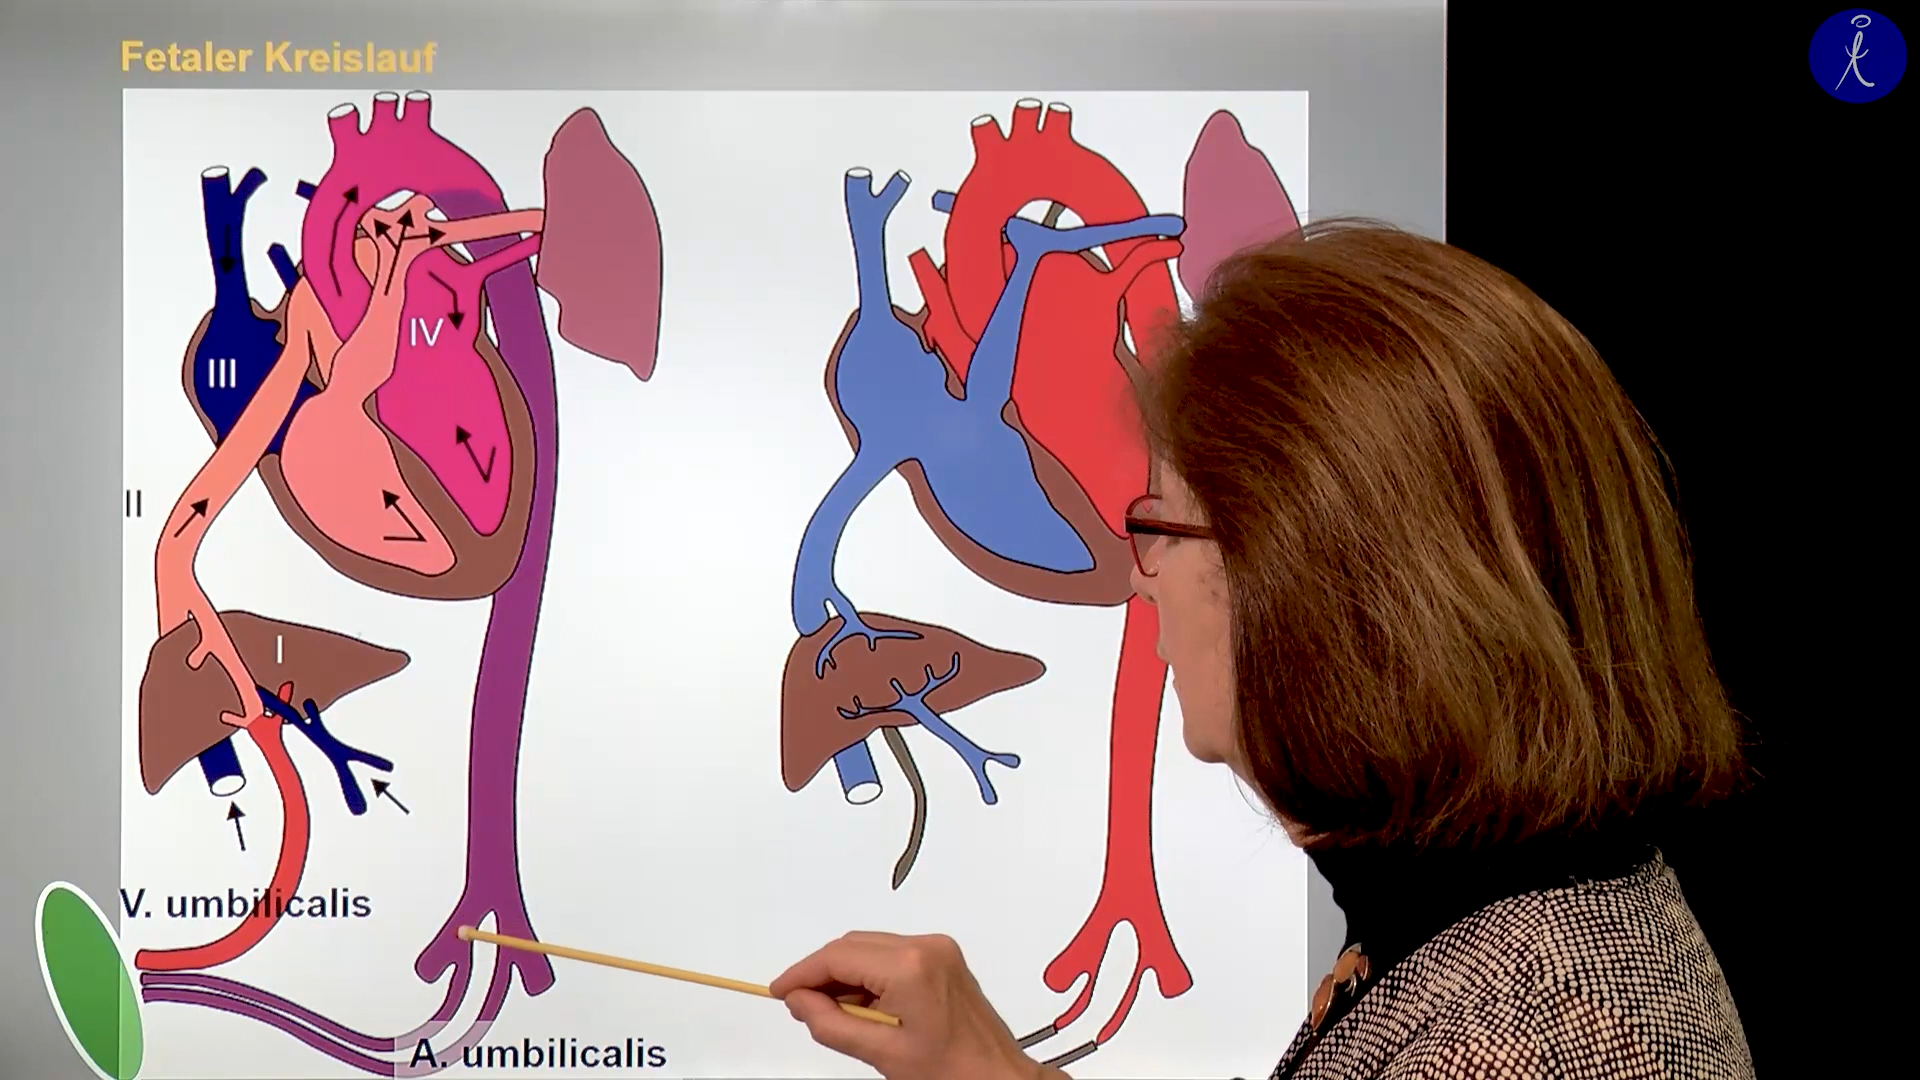 Fetaler Kreislauf
IV
III
II
I
V. umbilicalis
A. umbilicalis